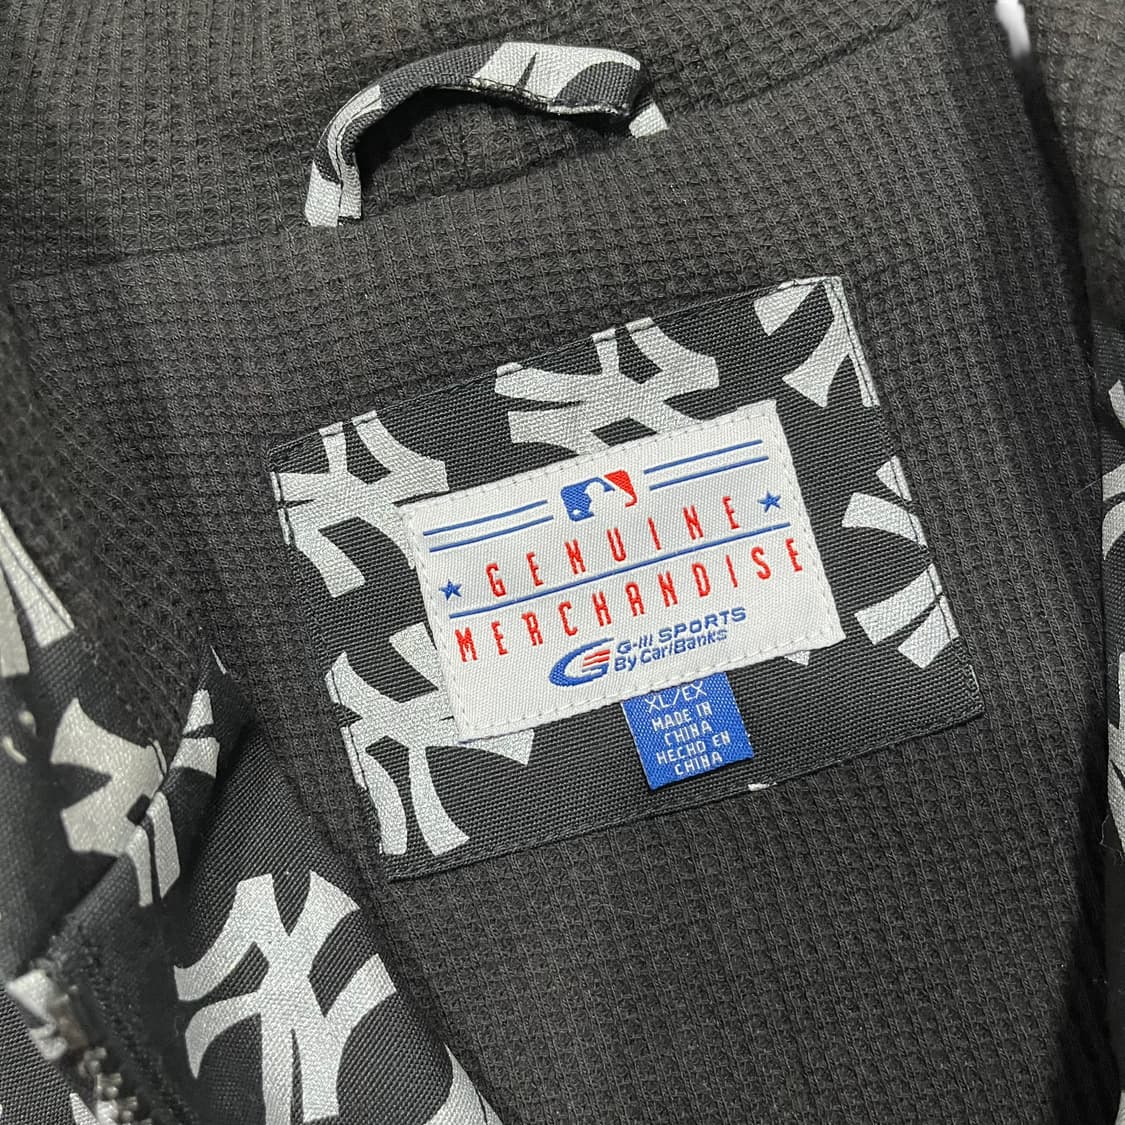 GENUINE
MERCHANDISE
G-III SPORTS
By Carl Banks
XL/EX
MADE IN
CHINA
HECHO EN
CHINA